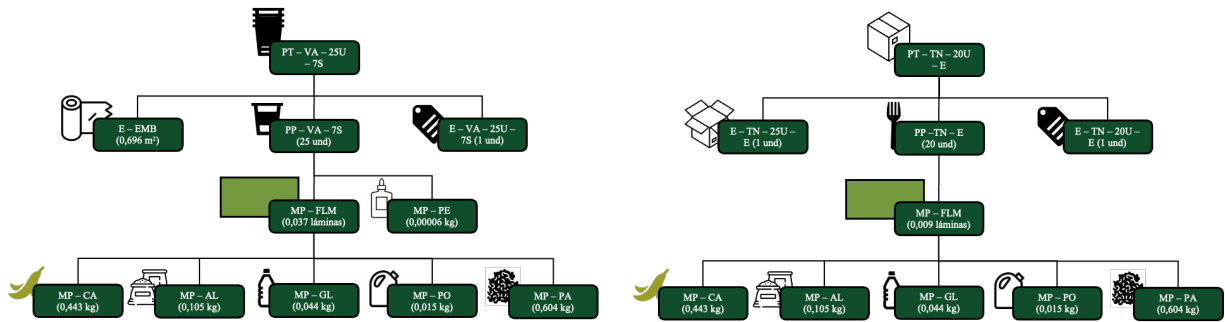 PT – VA – 25U
– 7S
E – EMB
(0,696 m²)
PP – VA – 7S
(25 und)
E – VA – 25U –
7S (1 und)
MP – FLM
(0,037 láminas)
MP – PE
(0,00006 kg)
MP – CA
(0,443 kg)
MP – AL
(0,105 kg)
MP – GL
(0,044 kg)
MP – PO
(0,015 kg)
MP – PA
(0,604 kg)
PT – TN – 20U
– E
E – TN – 25U –
E (1 und)
PP –TN – E
(20 und)
E – TN – 20U –
E (1 und)
MP – FLM
(0,009 láminas)
MP – CA
(0,443 kg)
MP – AL
(0,105 kg)
MP – GL
(0,044 kg)
MP – PO
(0,015 kg)
MP – PA
(0,604 kg)